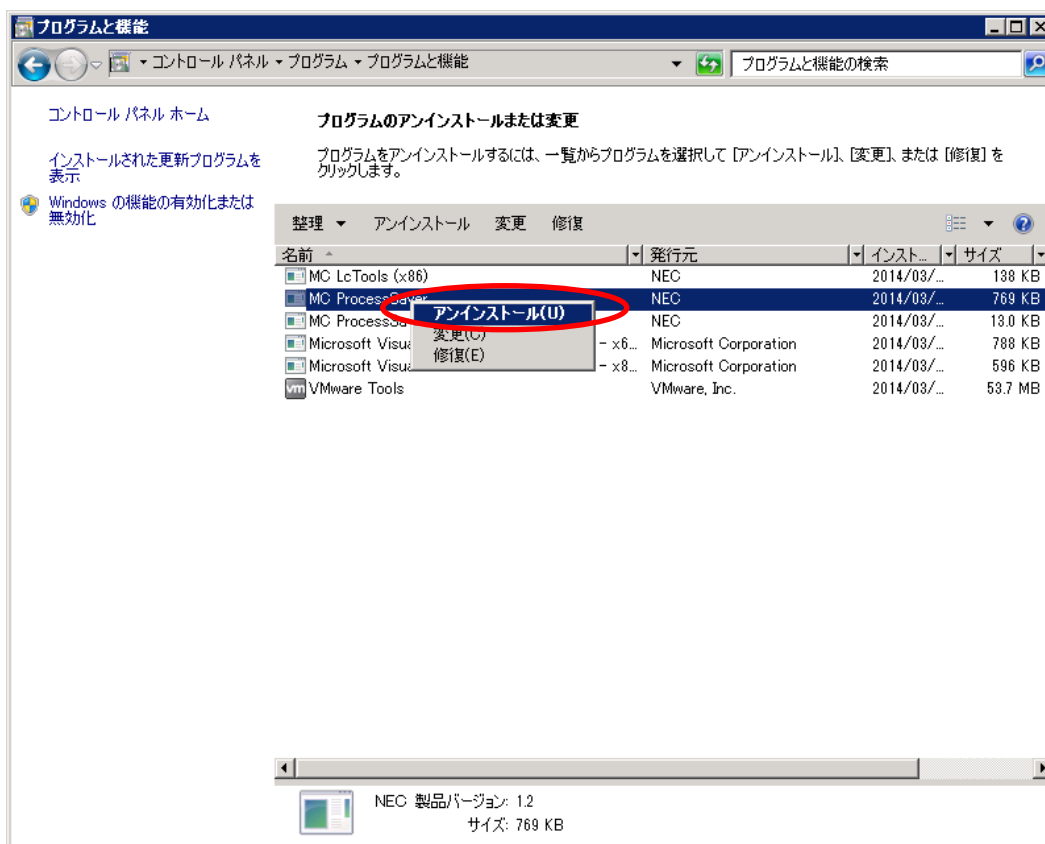 プログラムと機能
コントロール パネル ▾ プログラム ▾ プログラムと機能
プログラムと機能の検索
コントロール パネル ホーム
インストールされた更新プログラムを
表示
Windows の機能の有効化または
無効化
プログラムのアンインストールまたは変更
プログラムをアンインストールするには、一覧からプログラムを選択して [アンインストール]、[変更]、または [修復] を
クリックします。
整理 ▼ アンインストール 変更 修復
名前 発行元 インスト... サイズ
MC LcTools (x86) NEC 2014/03/... 138 KB
MC ProcessSaver NEC 2014/03/... 769 KB
アンインストール(U)
MC ProcessSa NEC 2014/03/... 13.0 KB
変更(C)
Microsoft Visua - x6... Microsoft Corporation 2014/03/... 788 KB
修復(E)
Microsoft Visua - x8... Microsoft Corporation 2014/03/... 596 KB
vm VMware Tools VMware, Inc. 2014/03/... 53.7 MB
NEC 製品バージョン: 1.2
サイズ: 769 KB